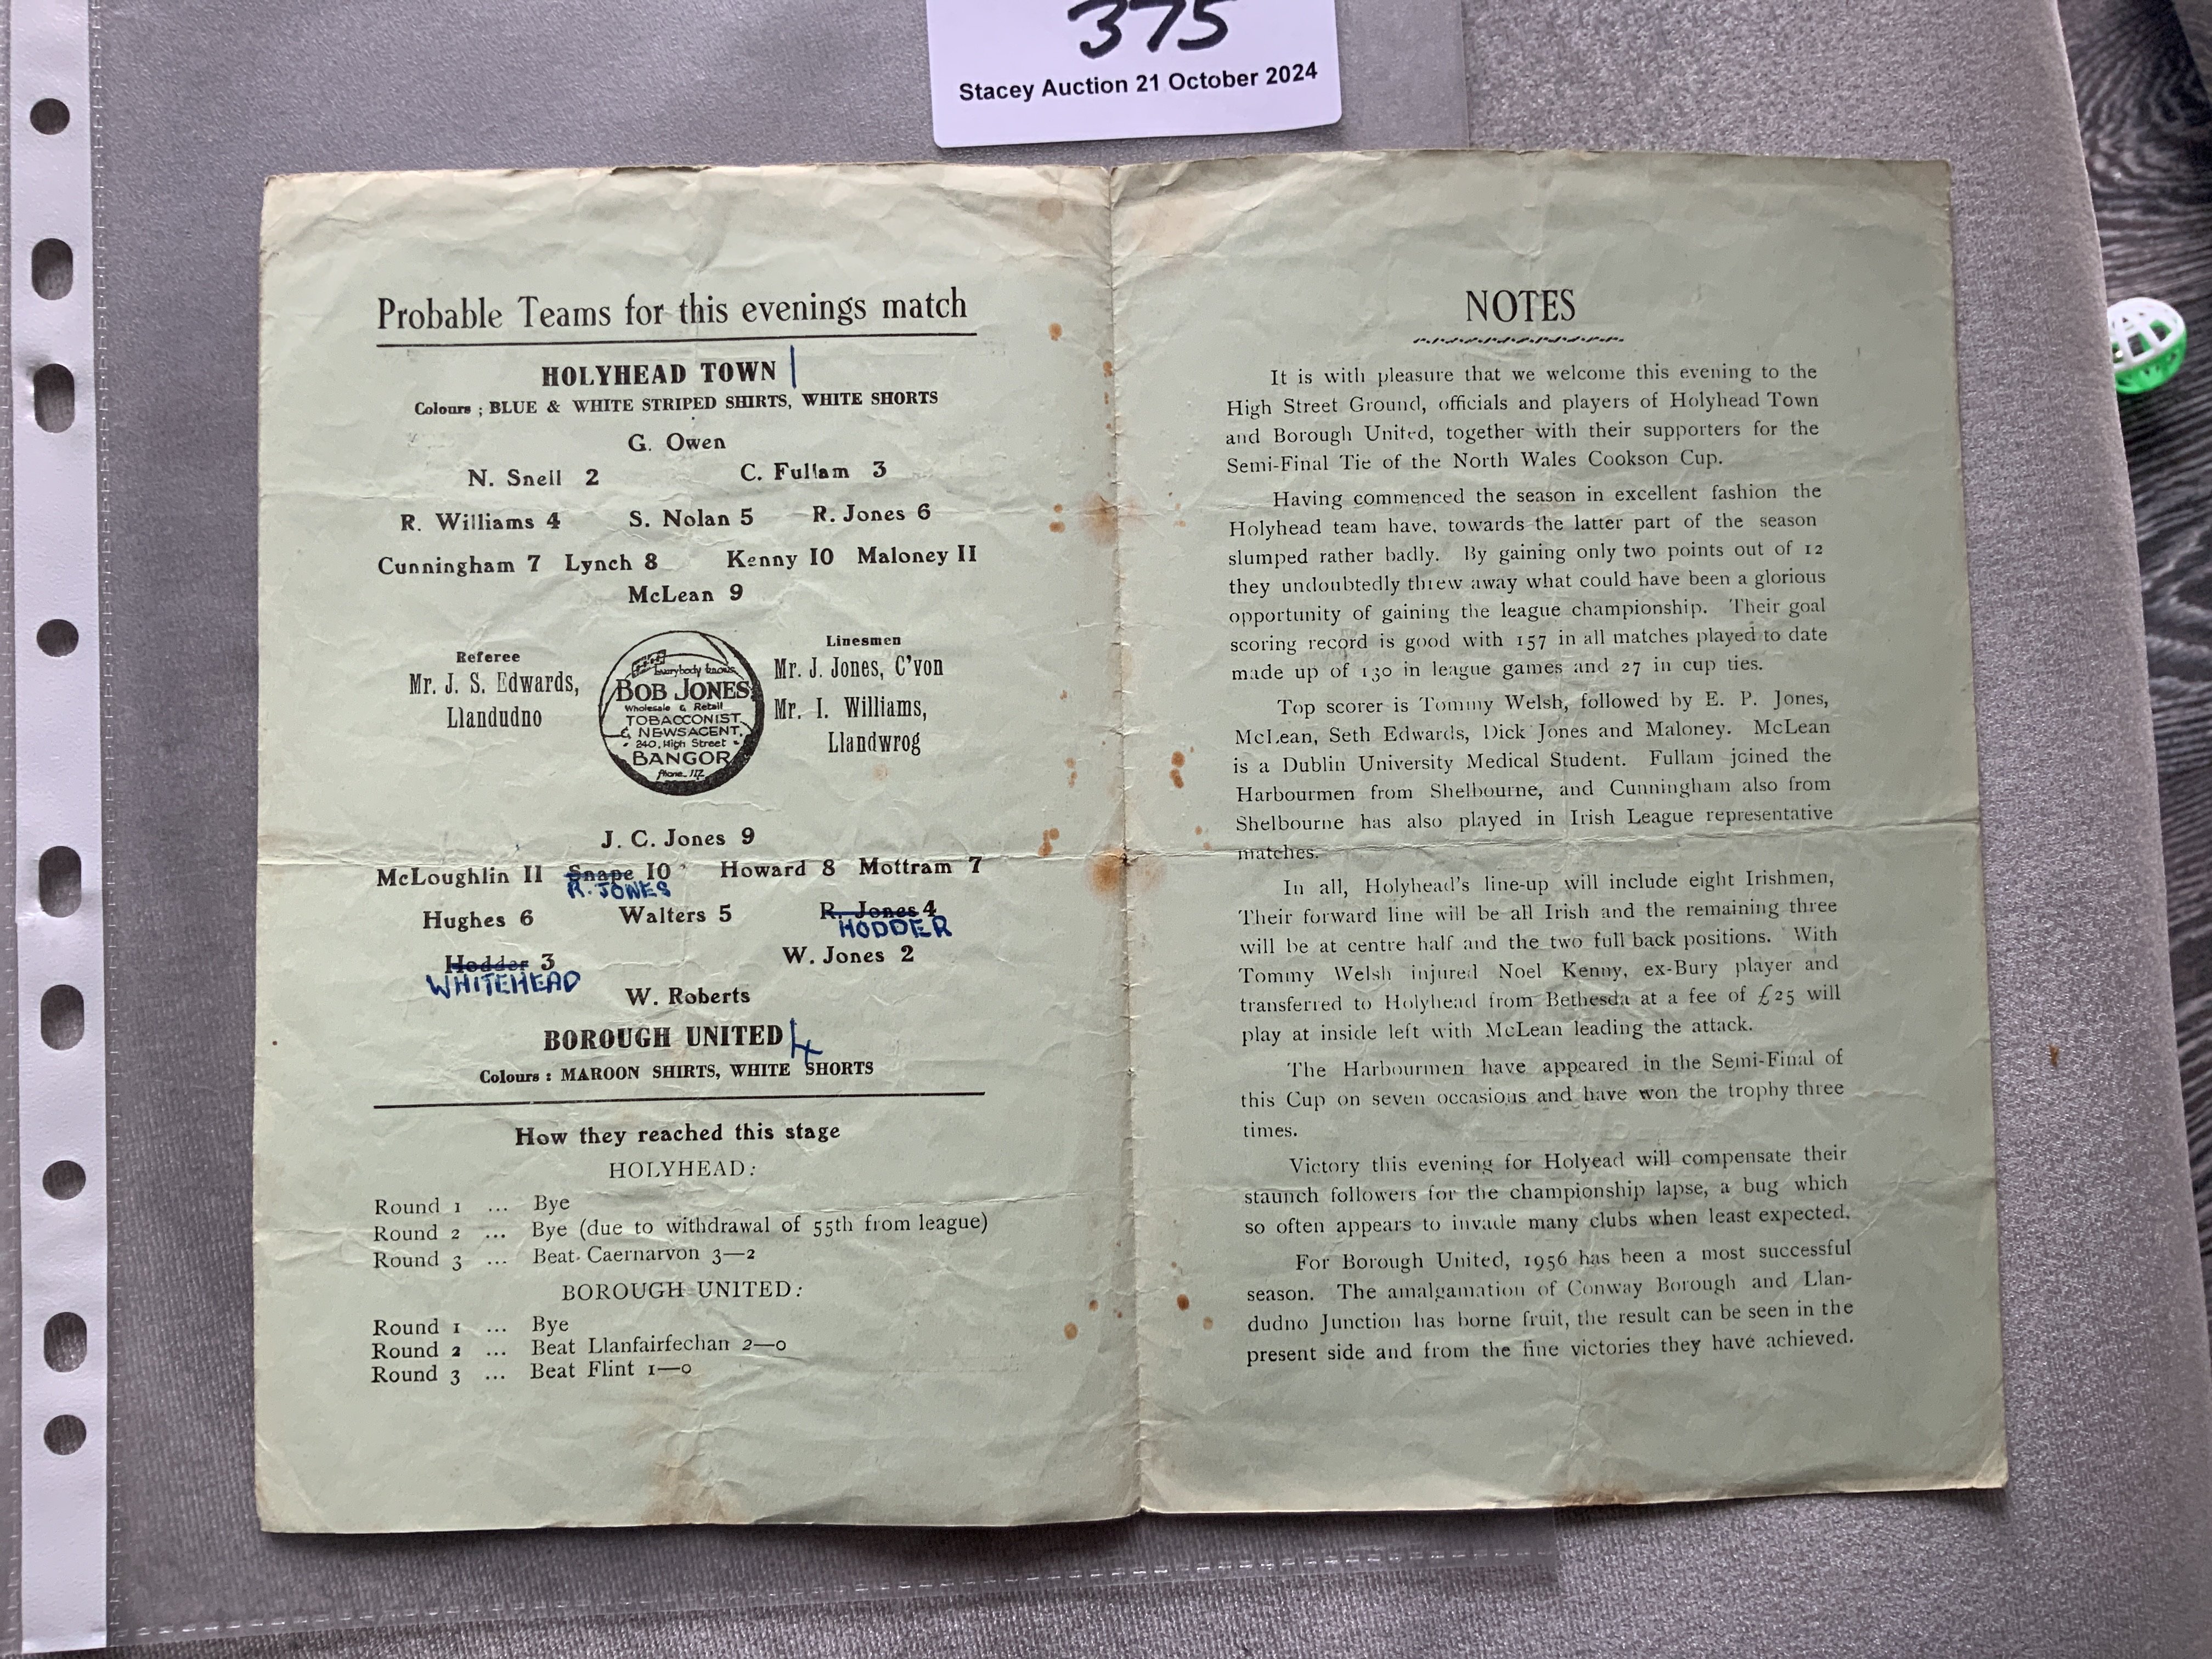 375
Stacey Auction 21 October 2024
Probable Teams for this evenings match
HOLYHEAD TOWN 1
Colours ; BLUE & WHITE STRIPED SHIRTS, WHITE SHORTS
G. Owen
N. Snell 2 C. Fullam 3
R. Williams 4 S. Nolan 5 R. Jones 6
Cunningham 7 Lynch 8 Kenny 10 Maloney 11
McLean 9
Referee
Mr. J. S. Edwards,
Llandudno
Everybody knows
BOB JONES
Wholesale & Retail
TOBACCONIST
& NEWSAGENT,
240, High Street
BANGOR
Phone 117
Linesmen
Mr. J. Jones, C'von
Mr. I. Williams,
Llandwrog
J. C. Jones 9
McLoughlin 11 Snape 10 Howard 8 Mottram 7
R. JONES
Hughes 6 Walters 5 R. Jones 4
HODDER
Hodder 3 W. Jones 2
WHITEHEAD
W. Roberts
BOROUGH UNITED 4
Colours : MAROON SHIRTS, WHITE SHORTS
How they reached this stage
HOLYHEAD:
Round 1 ... Bye
Round 2 ... Bye (due to withdrawal of 55th from league)
Round 3 ... Beat Caernarvon 3—2
BOROUGH UNITED:
Round 1 ... Bye
Round 2 ... Beat Llanfairfechan 2—0
Round 3 ... Beat Flint 1—0
NOTES
It is with pleasure that we welcome this evening to the
High Street Ground, officials and players of Holyhead Town
and Borough United, together with their supporters for the
Semi-Final Tie of the North Wales Cookson Cup.
Having commenced the season in excellent fashion the
Holyhead team have, towards the latter part of the season
slumped rather badly. By gaining only two points out of 12
they undoubtedly threw away what could have been a glorious
opportunity of gaining the league championship. Their goal
scoring record is good with 157 in all matches played to date
made up of 130 in league games and 27 in cup ties.
Top scorer is Tommy Welsh, followed by E. P. Jones,
McLean, Seth Edwards, Dick Jones and Maloney. McLean
is a Dublin University Medical Student. Fullam joined the
Harbourmen from Shelbourne, and Cunningham also from
Shelbourne has also played in Irish League representative
matches.
In all, Holyhead's line-up will include eight Irishmen,
Their forward line will be all Irish and the remaining three
will be at centre half and the two full back positions. With
Tommy Welsh injured Noel Kenny, ex-Bury player and
transferred to Holyhead from Bethesda at a fee of £25 will
play at inside left with McLean leading the attack.
The Harbourmen have appeared in the Semi-Final of
this Cup on seven occasions and have won the trophy three
times.
Victory this evening for Holyead will compensate their
staunch followers for the championship lapse, a bug which
so often appears to invade many clubs when least expected.
For Borough United, 1956 has been a most successful
season. The amalgamation of Conway Borough and Llan-
dudno Junction has borne fruit, the result can be seen in the
present side and from the fine victories they have achieved.